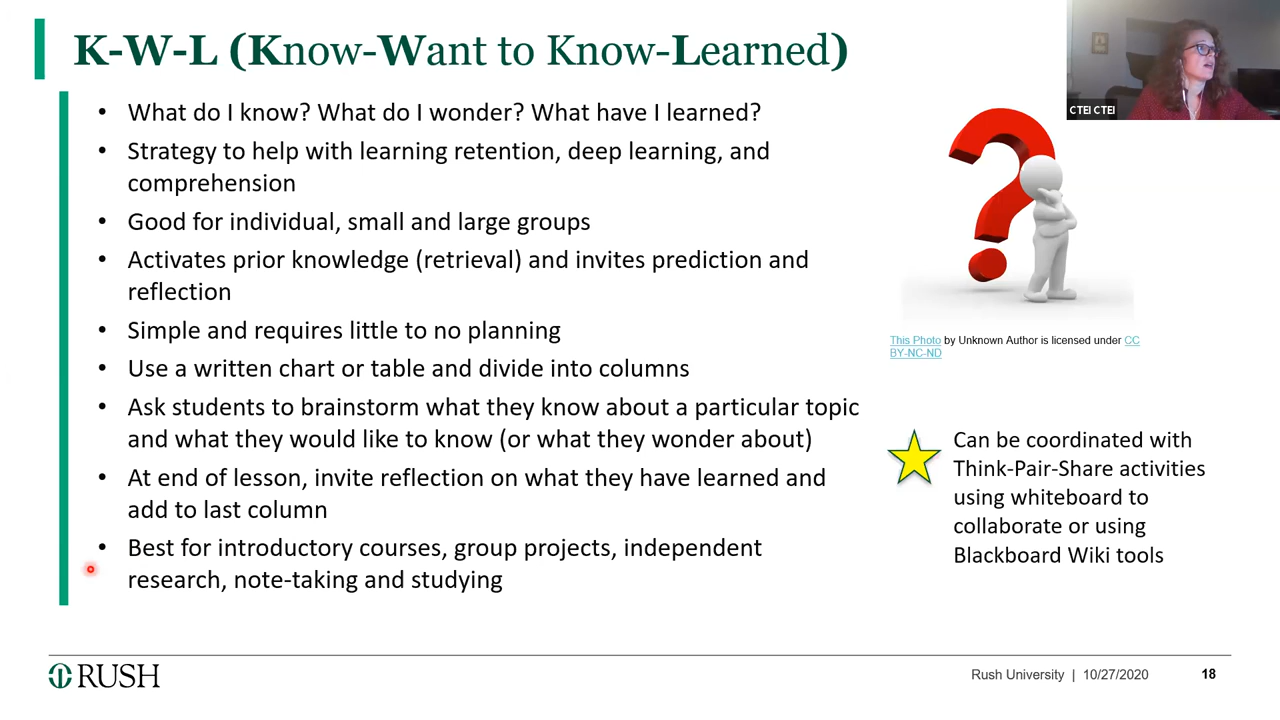 K-W-L (Know-Want to Know-Learned)
CTEI CTEI
• What do I know? What do I wonder? What have I learned?
• Strategy to help with learning retention, deep learning, and
comprehension
• Good for individual, small and large groups
• Activates prior knowledge (retrieval) and invites prediction and
reflection
• Simple and requires little to no planning
• Use a written chart or table and divide into columns
• Ask students to brainstorm what they know about a particular topic
and what they would like to know (or what they wonder about)
• At end of lesson, invite reflection on what they have learned and
add to last column
• Best for introductory courses, group projects, independent
research, note-taking and studying
This Photo by Unknown Author is licensed under CC
BY-NC-ND
Can be coordinated with
Think-Pair-Share activities
using whiteboard to
collaborate or using
Blackboard Wiki tools
RUSH
Rush University | 10/27/2020 18